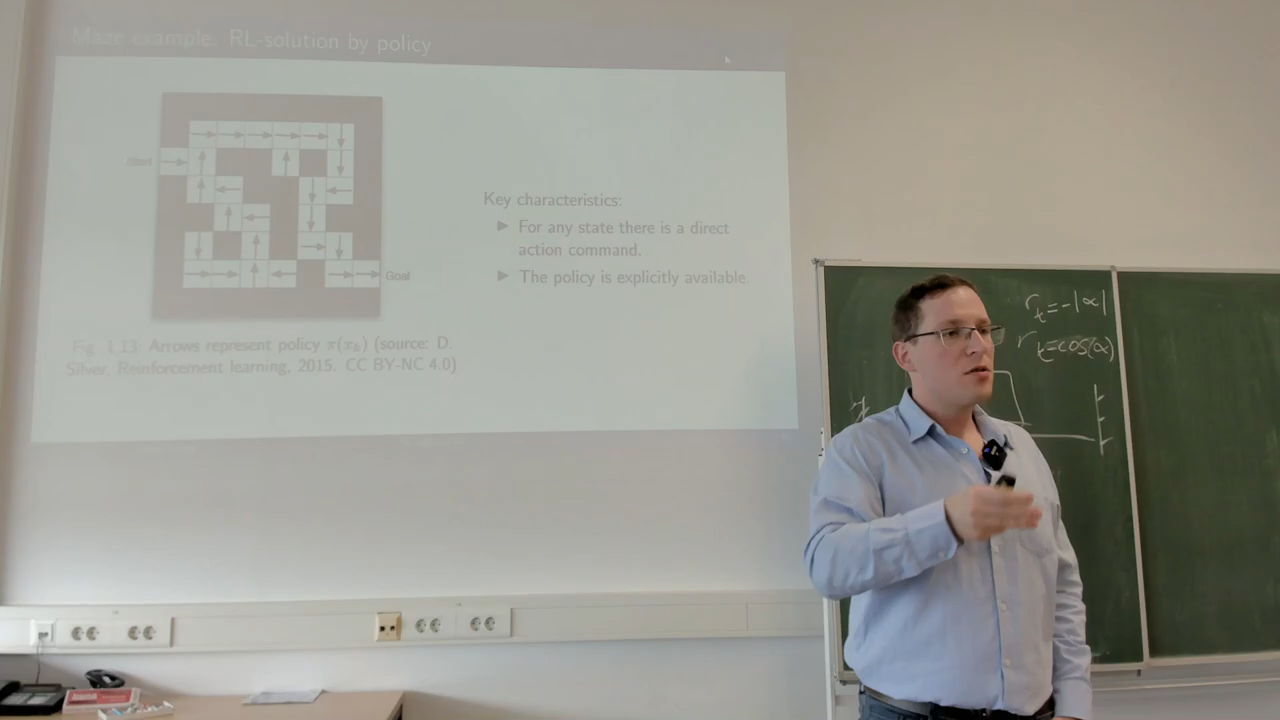 Maze example: RL-solution by policy
Start
Goal
Key characteristics:
For any state there is a direct
action command.
The policy is explicitly available.
Fig. 1.13: Arrows represent policy π(xₖ) (source: D.
Silver, Reinforcement learning, 2015. CC BY-NC 4.0)
r_t=-|α|
r_t=cos(α)